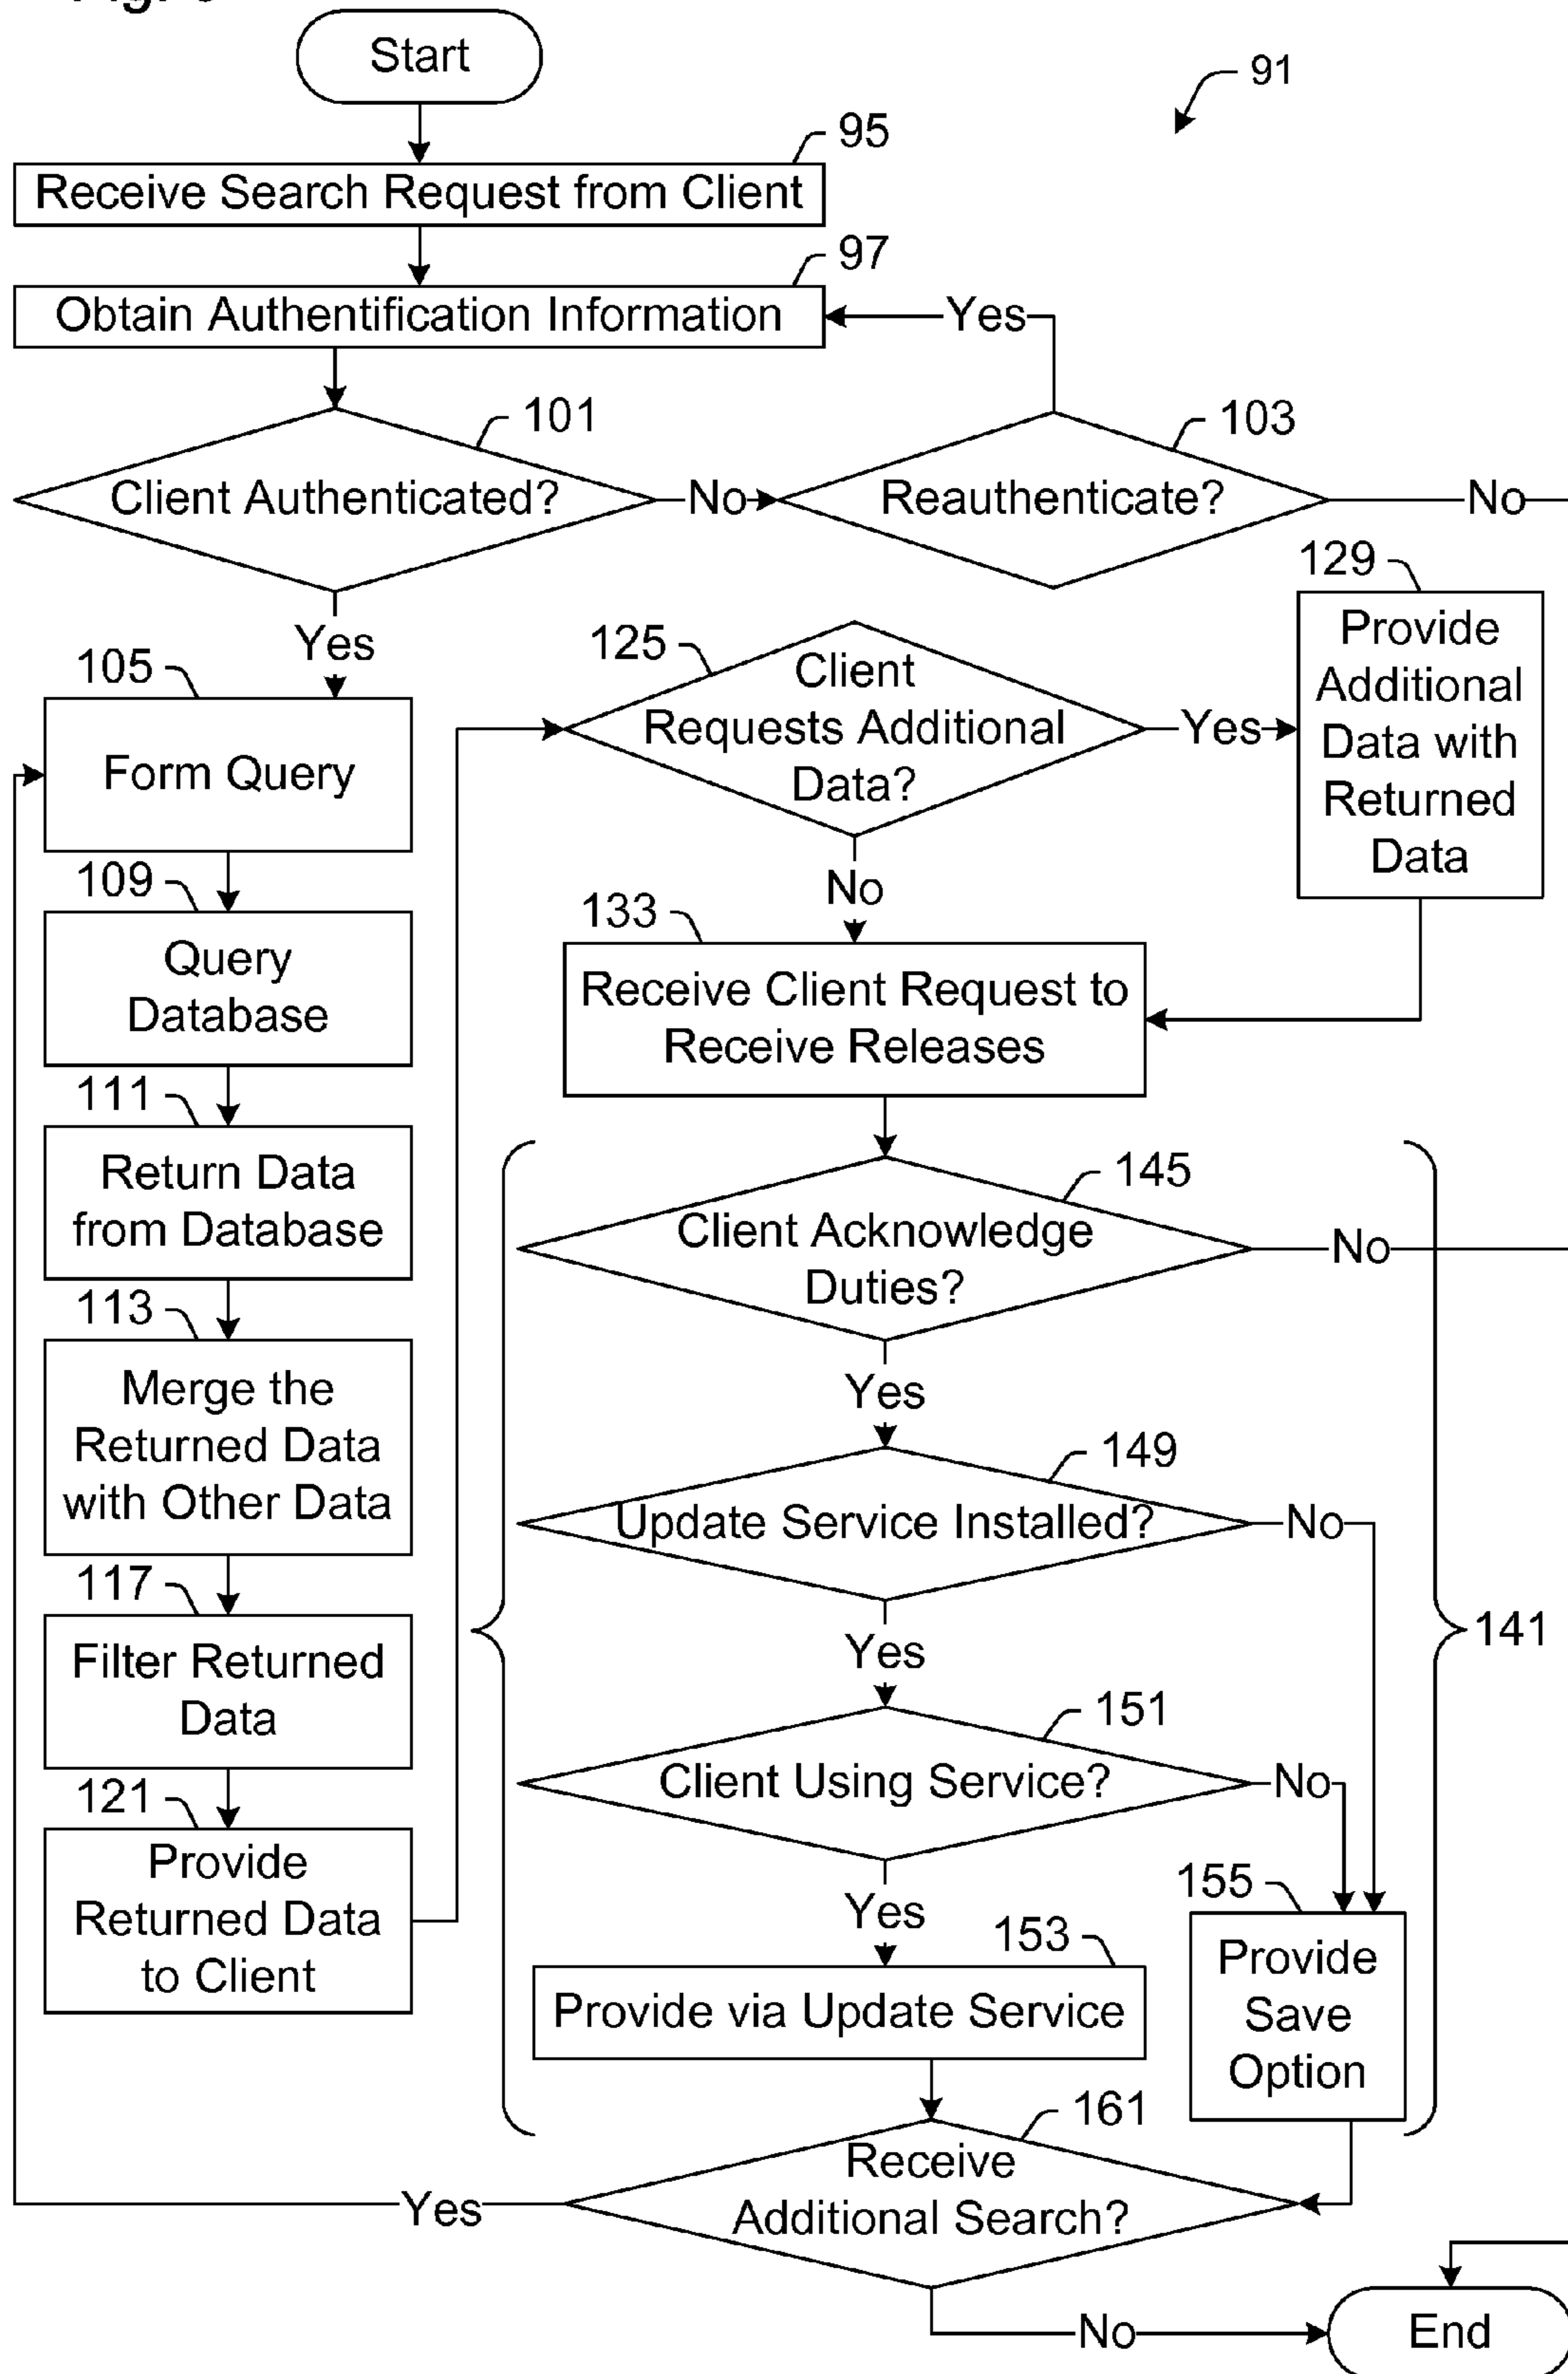 Start
91
95
Receive Search Request from Client
97
Obtain Authentification Information
Yes
101
Client Authenticated?
No
103
Reauthenticate?
No
Yes
105
Form Query
109
Query
Database
111
Return Data
from Database
113
Merge the
Returned Data
with Other Data
117
Filter Returned
Data
121
Provide
Returned Data
to Client
125
Client
Requests Additional
Data?
Yes
129
Provide
Additional
Data with
Returned
Data
No
133
Receive Client Request to
Receive Releases
145
Client Acknowledge
Duties?
No
Yes
149
Update Service Installed?
No
141
Yes
151
Client Using Service?
No
Yes
153
Provide via Update Service
155
Provide
Save
Option
161
Receive
Additional Search?
Yes
No
End